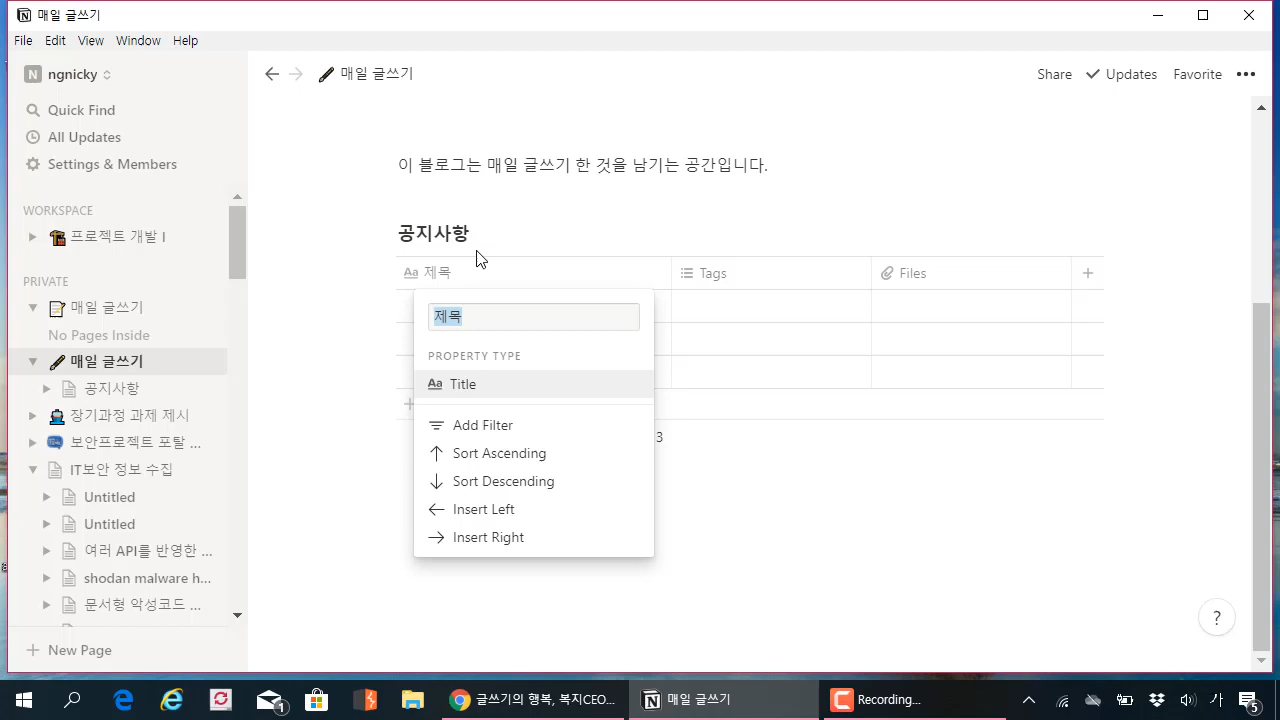 매일 글쓰기
File Edit View Window Help
N ngnicky
매일 글쓰기
Share Updates Favorite
Quick Find
All Updates
Settings & Members
WORKSPACE
프로젝트 개발 I
PRIVATE
매일 글쓰기
No Pages Inside
매일 글쓰기
공지사항
장기과정 과제 제시
보안프로젝트 포탈 ...
IT보안 정보 수집
Untitled
Untitled
여러 API를 반영한 ...
shodan malware h...
문서형 악성코드 ...
New Page
이 블로그는 매일 글쓰기 한 것을 남기는 공간입니다.
공지사항
Aa 제목 Tags Files
제목
PROPERTY TYPE
Aa Title
Add Filter
Sort Ascending
Sort Descending
Insert Left
Insert Right
3
?
글쓰기의 행복, 복지CEO... 매일 글쓰기 Recording...
1
가
5